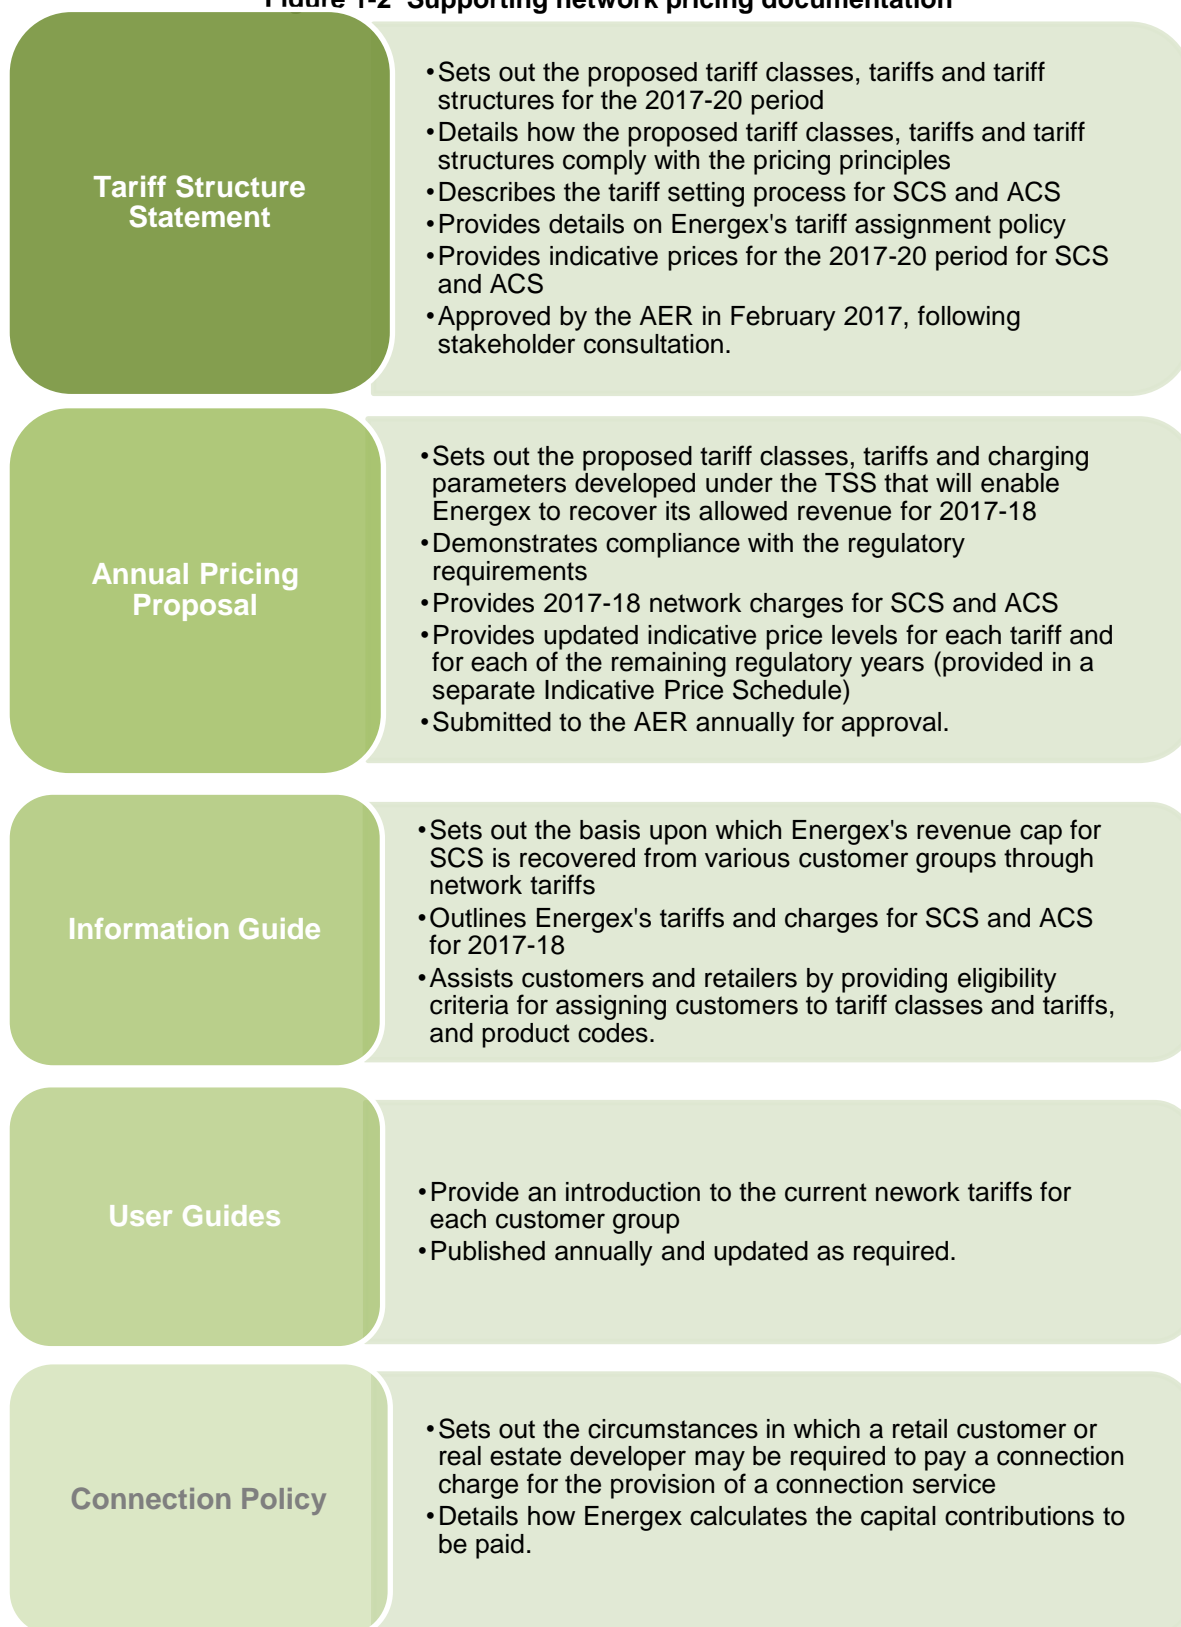 Figure 1-2 Supporting network pricing documentation
Tariff Structure
Statement
•Sets out the proposed tariff classes, tariffs and tariff
structures for the 2017-20 period
•Details how the proposed tariff classes, tariffs and tariff
structures comply with the pricing principles
•Describes the tariff setting process for SCS and ACS
•Provides details on Energex's tariff assignment policy
•Provides indicative prices for the 2017-20 period for SCS
and ACS
•Approved by the AER in February 2017, following
stakeholder consultation.
Annual Pricing
Proposal
•Sets out the proposed tariff classes, tariffs and charging
parameters developed under the TSS that will enable
Energex to recover its allowed revenue for 2017-18
•Demonstrates compliance with the regulatory
requirements
•Provides 2017-18 network charges for SCS and ACS
•Provides updated indicative price levels for each tariff and
for each of the remaining regulatory years (provided in a
separate Indicative Price Schedule)
•Submitted to the AER annually for approval.
Information Guide
•Sets out the basis upon which Energex's revenue cap for
SCS is recovered from various customer groups through
network tariffs
•Outlines Energex's tariffs and charges for SCS and ACS
for 2017-18
•Assists customers and retailers by providing eligibility
criteria for assigning customers to tariff classes and tariffs,
and product codes.
User Guides
•Provide an introduction to the current nework tariffs for
each customer group
•Published annually and updated as required.
Connection Policy
•Sets out the circumstances in which a retail customer or
real estate developer may be required to pay a connection
charge for the provision of a connection service
•Details how Energex calculates the capital contributions to
be paid.